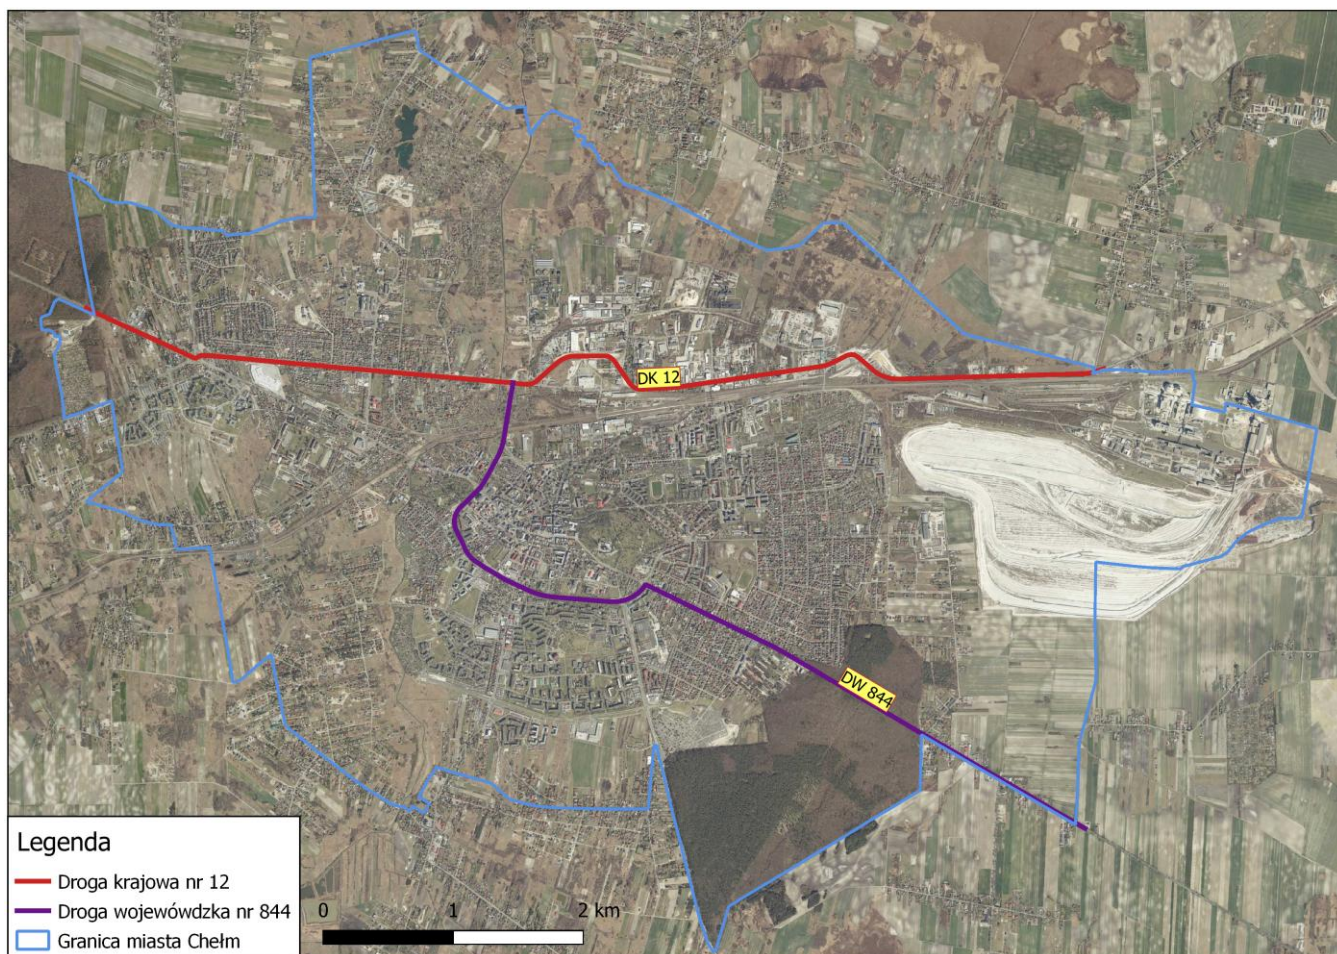 DK 12
DW 844
Legenda
Droga krajowa nr 12
Droga wojewówdzka nr 844
Granica miasta Chełm
0 1 2 km